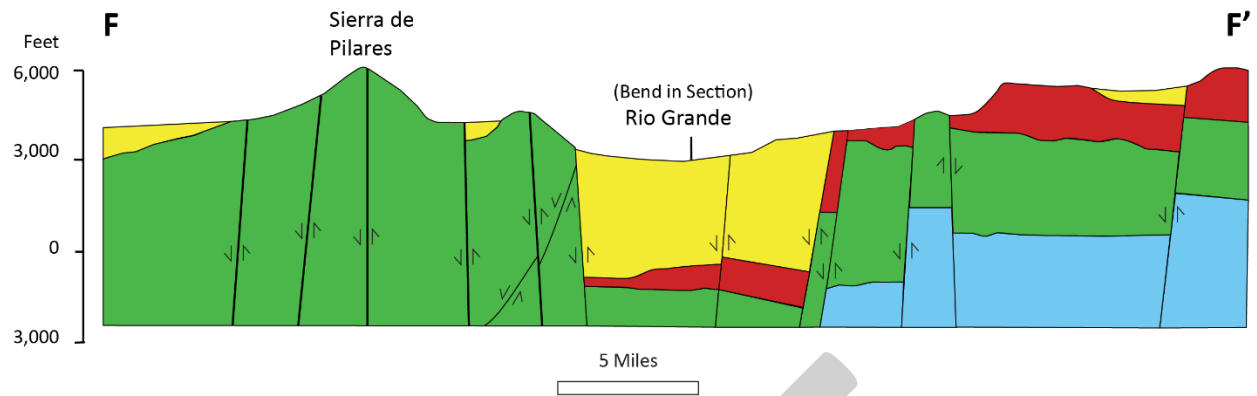 F
F’
Sierra de
Pilares
Feet
6,000
(Bend in Section)
Rio Grande
3,000
0
3,000
5 Miles